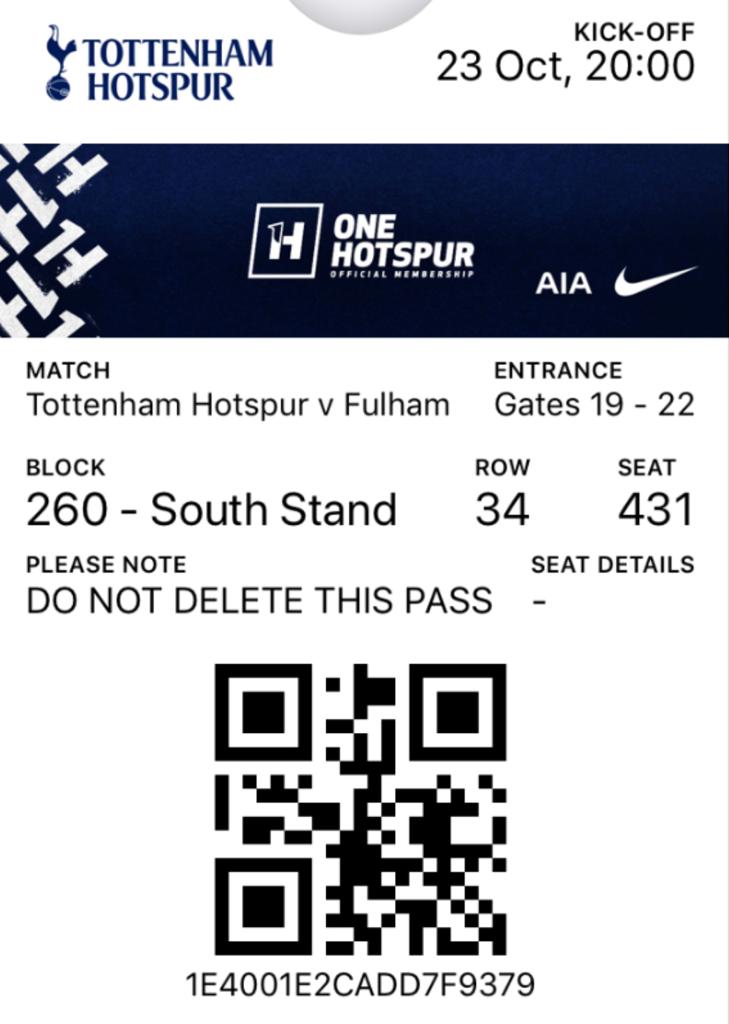 TOTTENHAM
HOTSPUR
KICK-OFF
23 Oct, 20:00
ONE
HOTSPUR
OFFICIAL MEMBERSHIP
AIA
MATCH
Tottenham Hotspur v Fulham
ENTRANCE
Gates 19 - 22
BLOCK
260 - South Stand
ROW
34
SEAT
431
PLEASE NOTE
DO NOT DELETE THIS PASS
SEAT DETAILS
-
1E4001E2CADD7F9379